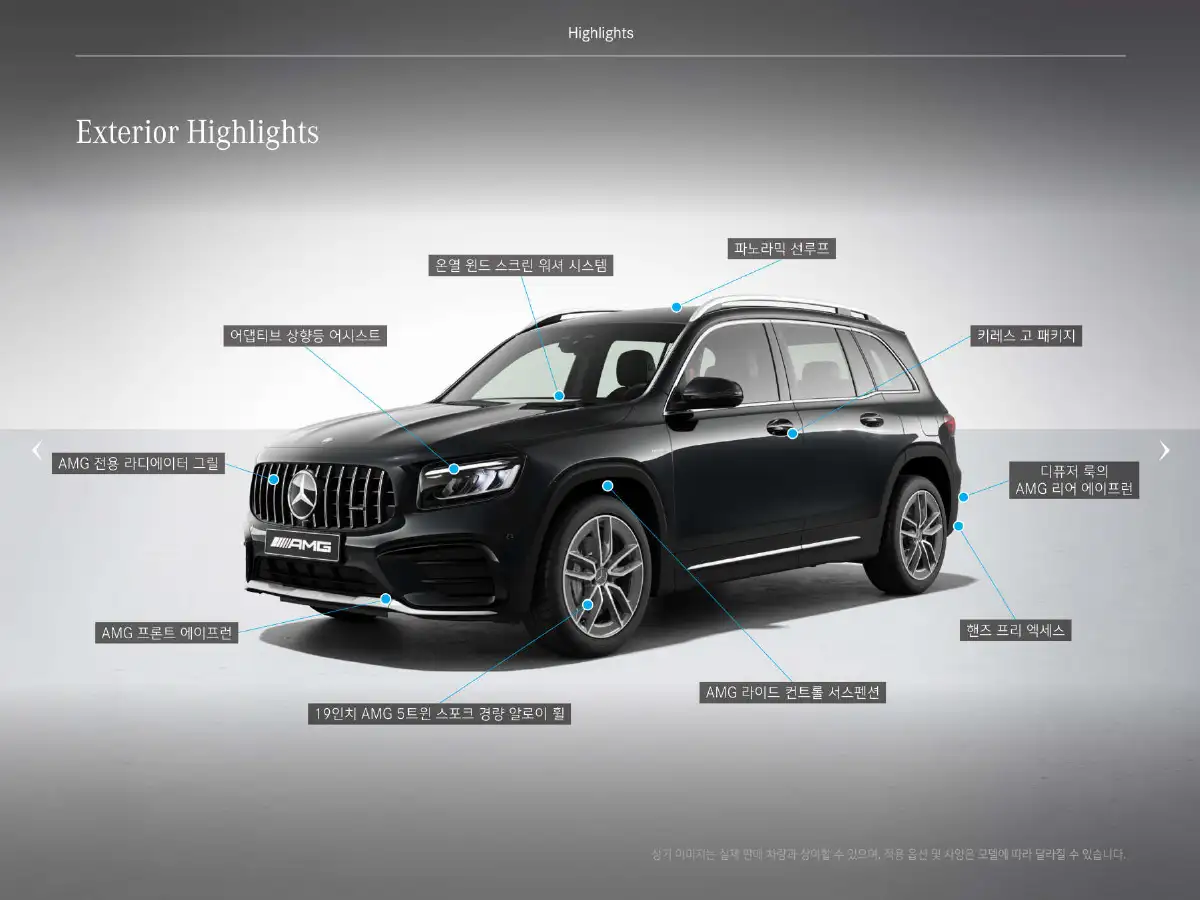 Highlights
Exterior Highlights
파노라믹 선루프
온열 윈드 스크린 워셔 시스템
어댑티브 상향등 어시스트
키레스 고 패키지
AMG 전용 라디에이터 그릴
디퓨저 룩의
AMG 리어 에이프런
AMG
AMG 프론트 에이프런
핸즈 프리 엑세스
AMG 라이드 컨트롤 서스펜션
19인치 AMG 5트윈 스포크 경량 알로이 휠
상기 이미지는 실제 판매 차량과 상이할 수 있으며, 적용 옵션 및 사양은 모델에 따라 달라질 수 있습니다.